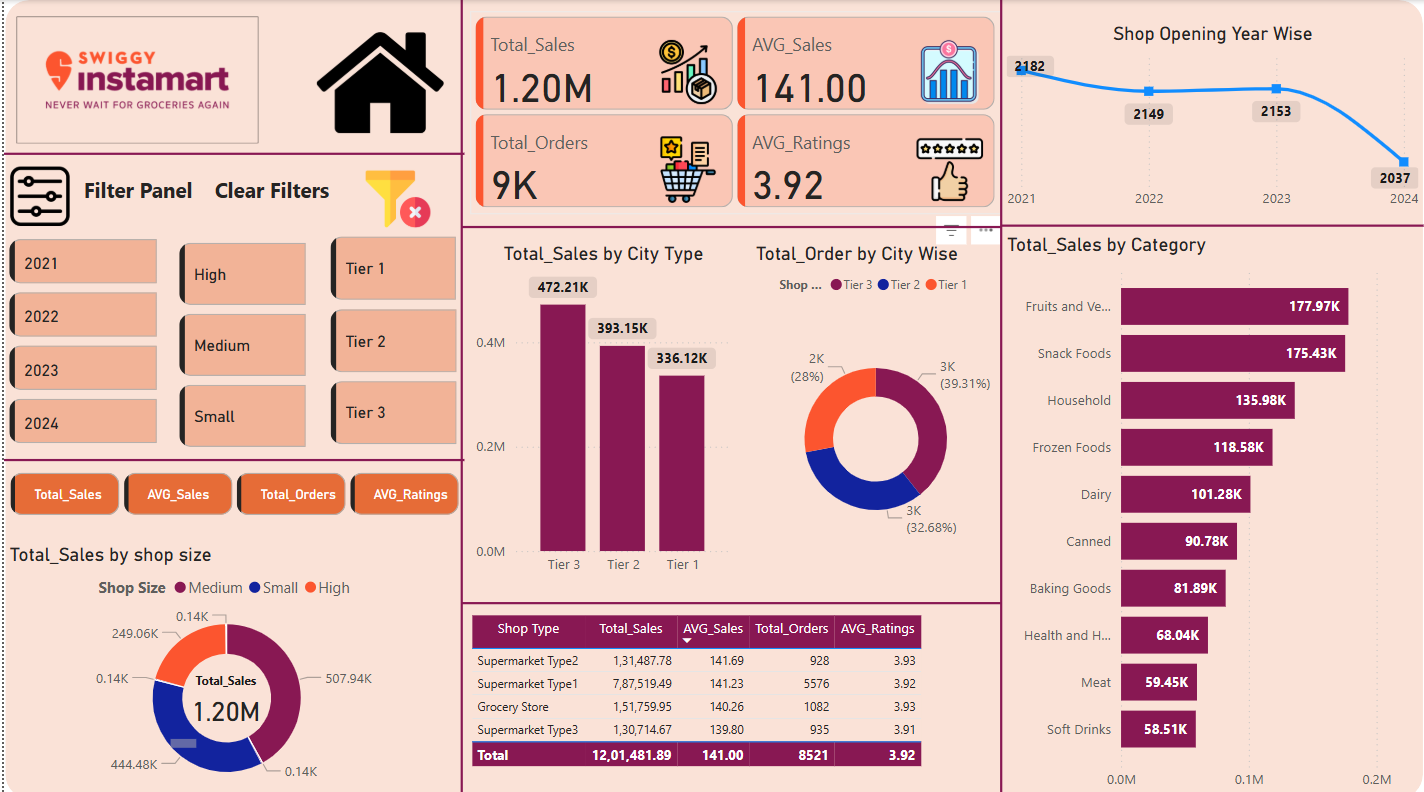 SWIGGY
instamart
NEVER WAIT FOR GROCERIES AGAIN
Filter Panel
Clear Filters
2021
2022
2023
2024
High
Medium
Small
Tier 1
Tier 2
Tier 3
Total_Sales
AVG_Sales
Total_Orders
AVG_Ratings
Total_Sales by shop size
Shop Size Medium Small High
0.14K
249.06K
0.14K
507.94K
444.48K
0.14K
Total_Sales
1.20M
Total_Sales
1.20M
AVG_Sales
141.00
Total_Orders
9K
AVG_Ratings
3.92
Total_Sales by City Type
472.21K
393.15K
336.12K
0.4M
0.2M
0.0M
Tier 3 Tier 2 Tier 1
Total_Order by City Wise
Shop ... Tier 3 Tier 2 Tier 1
2K
(28%)
3K
(39.31%)
3K
(32.68%)
Shop Type Total_Sales AVG_Sales Total_Orders AVG_Ratings
Supermarket Type2 1,31,487.78 141.69 928 3.93
Supermarket Type1 7,87,519.49 141.23 5576 3.92
Grocery Store 1,51,759.95 140.26 1082 3.93
Supermarket Type3 1,30,714.67 139.80 935 3.91
Total 12,01,481.89 141.00 8521 3.92
Shop Opening Year Wise
2182
2149
2153
2037
2021 2022 2023 2024
Total_Sales by Category
Fruits and Ve... 177.97K
Snack Foods 175.43K
Household 135.98K
Frozen Foods 118.58K
Dairy 101.28K
Canned 90.78K
Baking Goods 81.89K
Health and H... 68.04K
Meat 59.45K
Soft Drinks 58.51K
0.0M 0.1M 0.2M